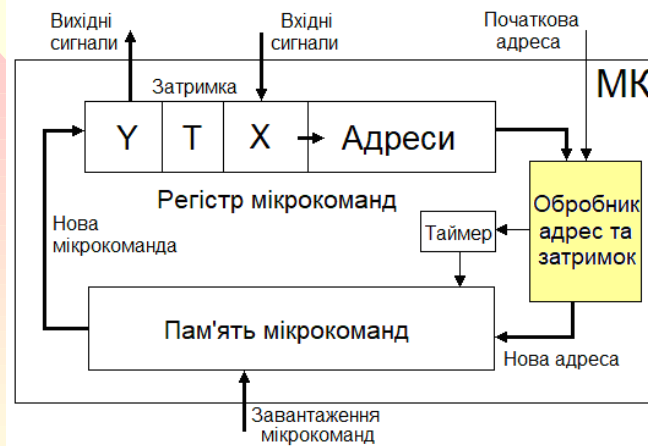 Вихідні
сигнали
Вхідні
сигнали
Початкова
адреса
МК
Затримка
Y
T
X
Адреси
Регістр мікрокоманд
Обробник
адрес та
затримок
Таймер
Нова
мікрокоманда
Пам'ять мікрокоманд
Нова адреса
Завантаження
мікрокоманд